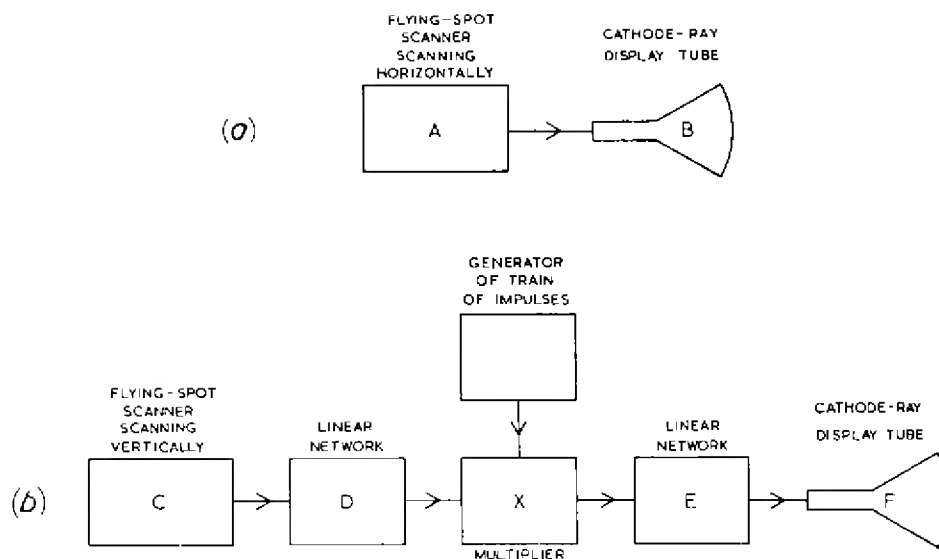 FLYING-SPOT
SCANNER
SCANNING
HORIZONTALLY
CATHODE-RAY
DISPLAY TUBE
(a)
A
B
GENERATOR
OF TRAIN
OF IMPULSES
FLYING-SPOT
SCANNER
SCANNING
VERTICALLY
LINEAR
NETWORK
LINEAR
NETWORK
CATHODE-RAY
DISPLAY TUBE
(b)
C
D
X
E
F
MULTIPLIER